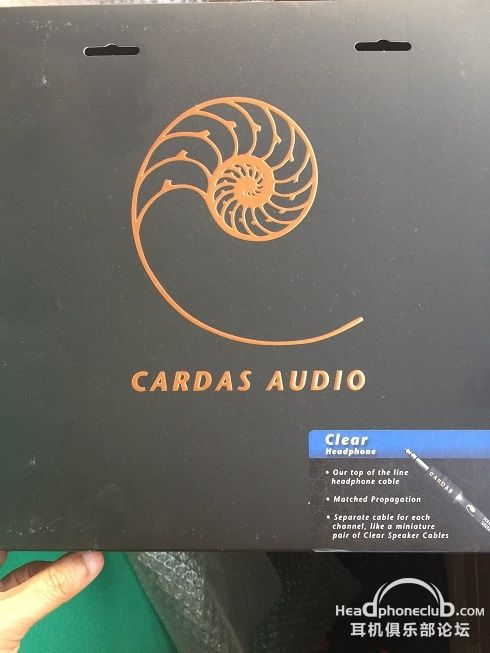 CARDAS AUDIO
Clear
Headphone
• Our top of the line
headphone cable
• Matched Propagation
• Separate cable for each
channel, like a miniature
pair of Clear Speaker Cables
CARDAS
Headphoneclub.com
耳机俱乐部论坛